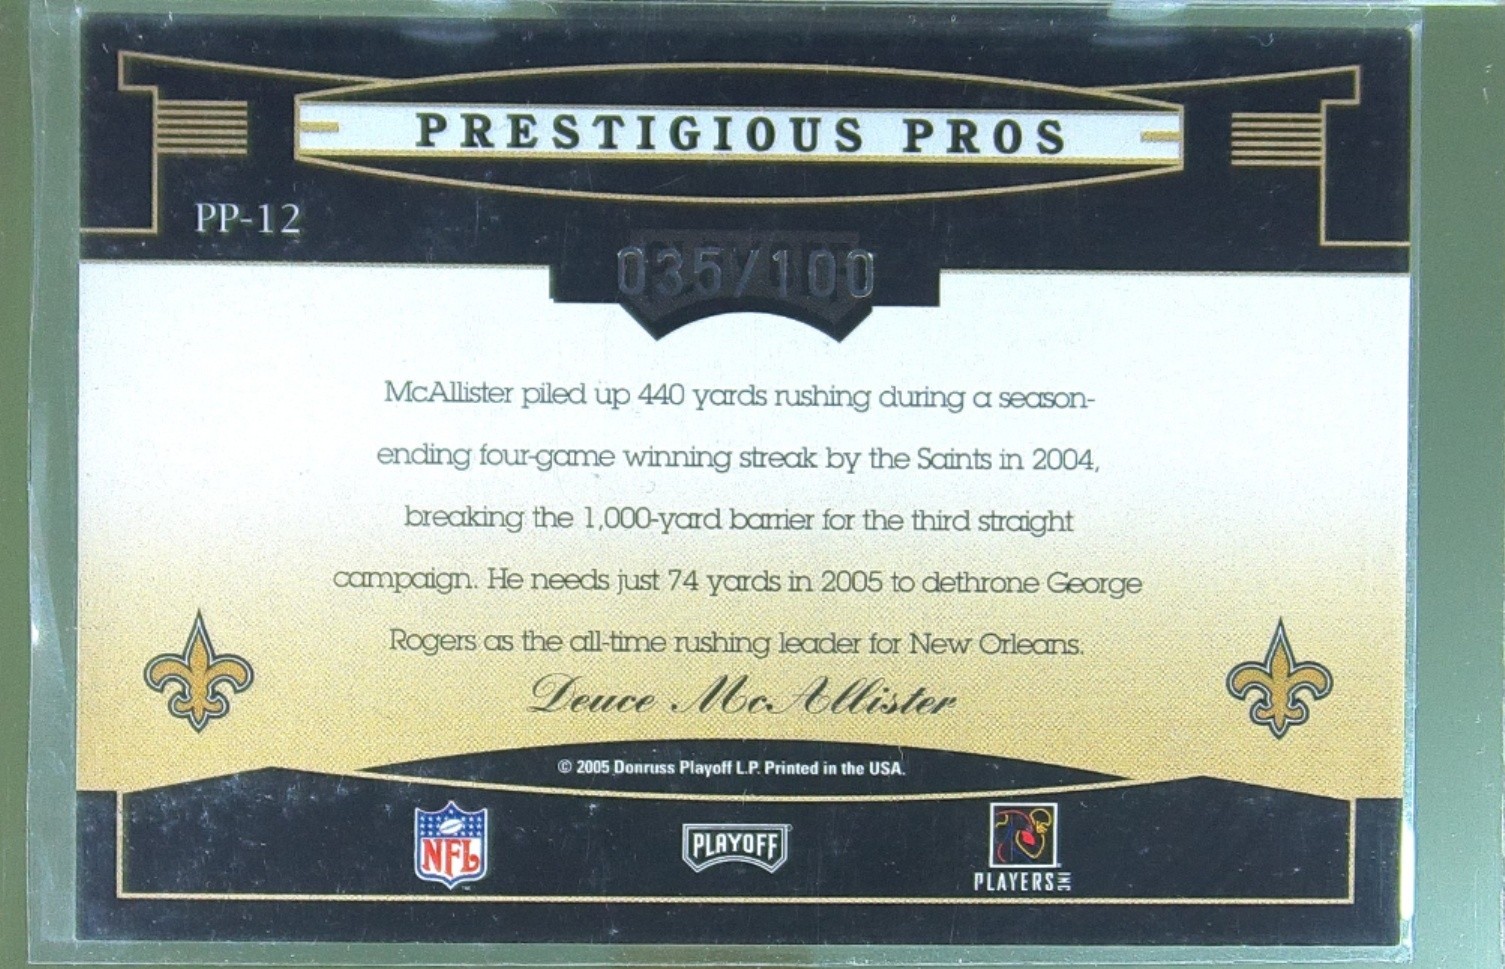 PRESTIGIOUS PROS
PP-12
035/100
McAllister piled up 440 yards rushing during a season-
ending four-game winning streak by the Saints in 2004,
breaking the 1,000-yard barrier for the third straight
campaign. He needs just 74 yards in 2005 to dethrone George
Rogers as the all-time rushing leader for New Orleans.
Deuce McAllister
© 2005 Donruss Playoff L.P. Printed in the USA.
NFL
PLAYOFF
PLAYERS INC